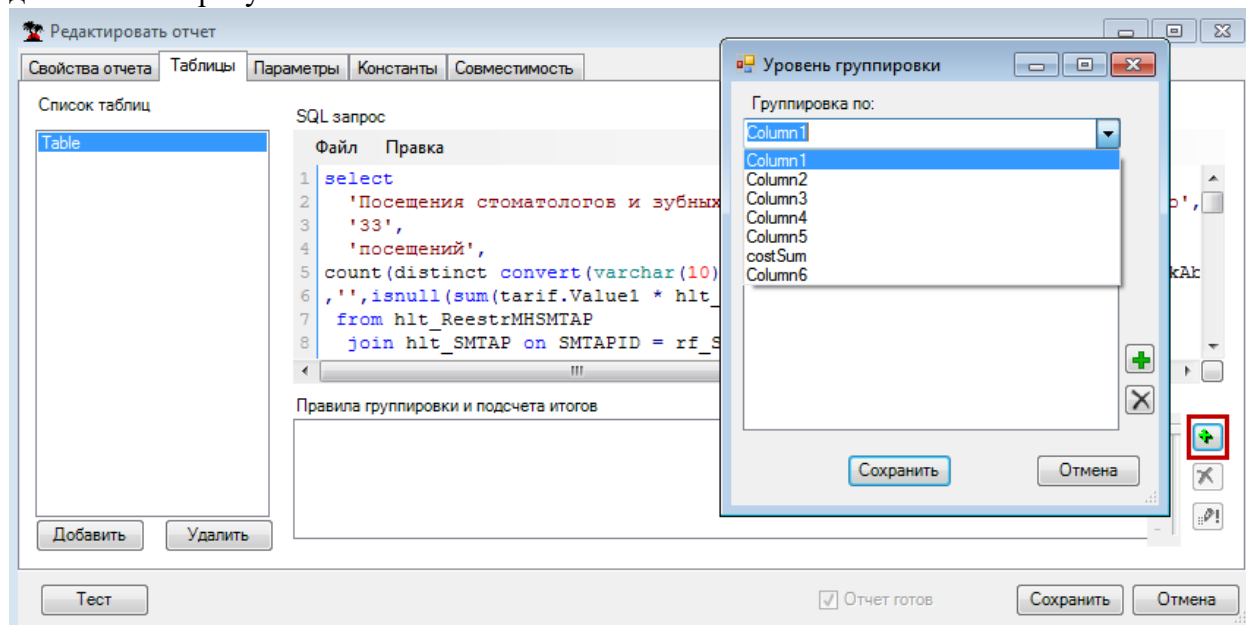 Редактировать отчет
Свойства отчета Таблицы Параметры Константы Совместимость
Список таблиц
Table
Добавить Удалить
SQL запрос
Файл Правка
1 select
2 'Посещения стоматологов и зубных
3 '33',
4 'посещений',
5 count(distinct convert(varchar(10)
6 ,'',isnull(sum(tarif.Value1 * hlt_
7 from hlt_ReestrMHSMTAP
8 join hlt_SMTAP on SMTAPID = rf_S
Правила группировки и подсчета итогов
Уровень группировки
Группировка по:
Column1
Column1
Column2
Column3
Column4
Column5
costSum
Column6
Сохранить Отмена
Тест Отчет готов Сохранить Отмена